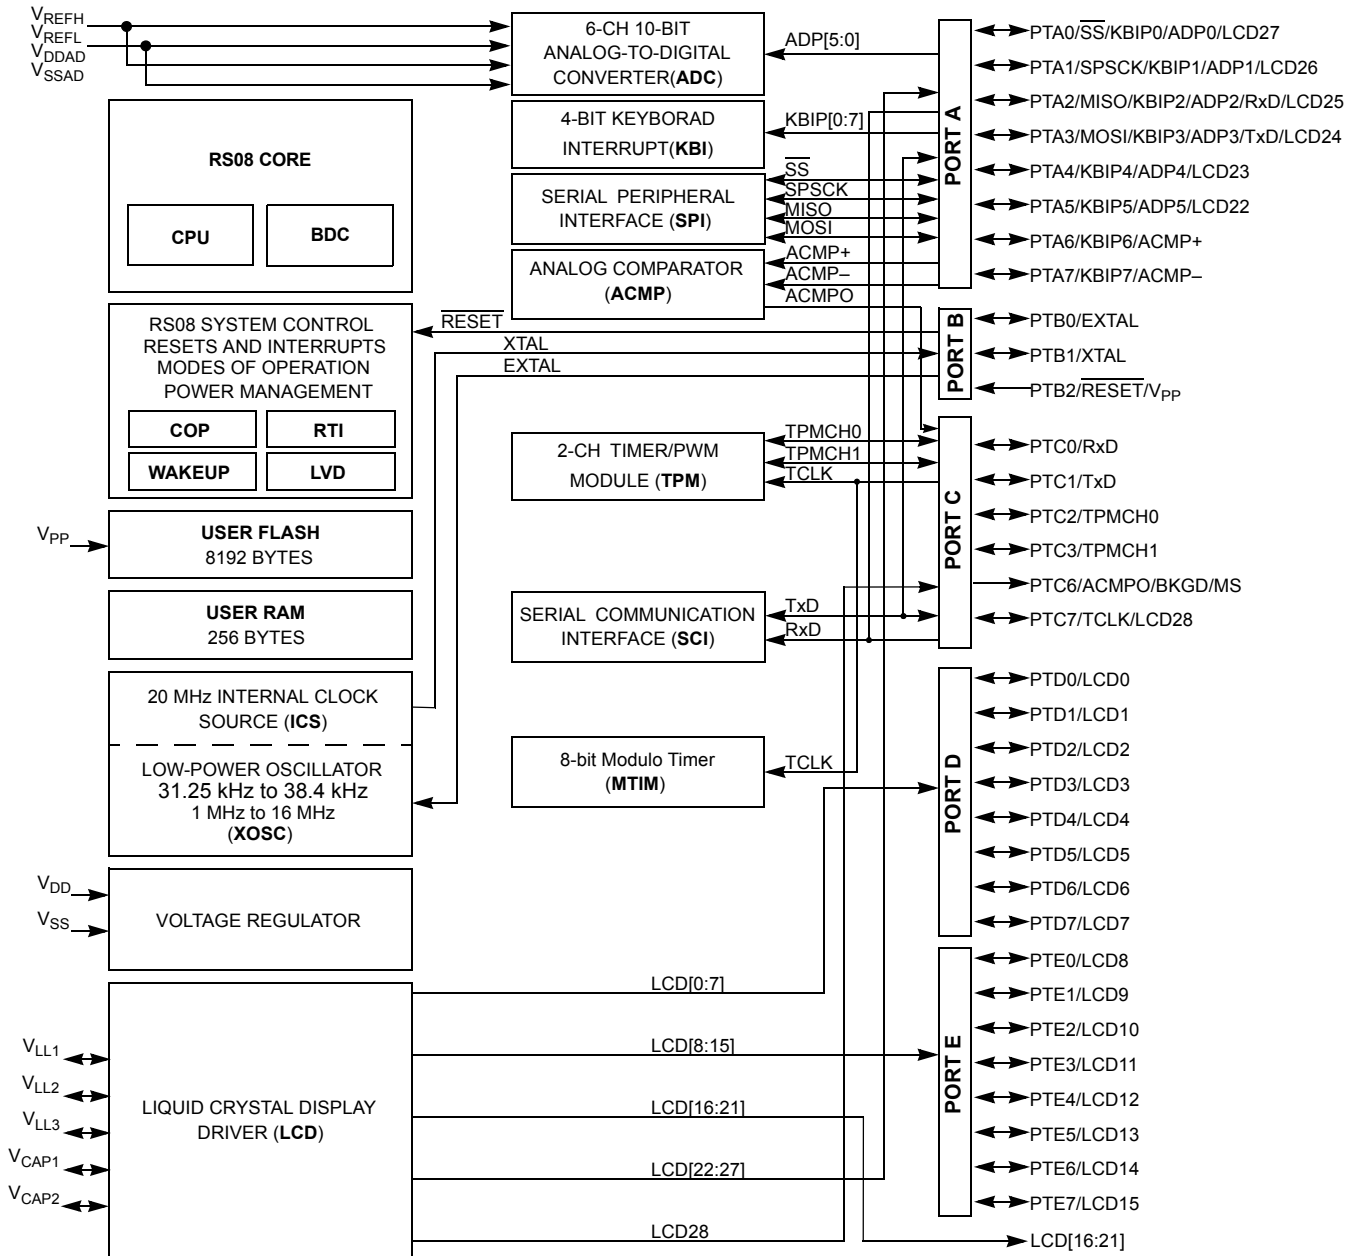 VREFH
VREFL
VDDAD
VSSAD
6-CH 10-BIT
ANALOG-TO-DIGITAL
CONVERTER(ADC)
4-BIT KEYBORAD
INTERRUPT(KBI)
SERIAL PERIPHERAL
INTERFACE (SPI)
ANALOG COMPARATOR
(ACMP)
ADP[5:0]
KBIP[0:7]
SS
SPSCK
MISO
MOSI
ACMP+
ACMP–
ACMPO
PORT A
PTA0/SS/KBIP0/ADP0/LCD27
PTA1/SPSCK/KBIP1/ADP1/LCD26
PTA2/MISO/KBIP2/ADP2/RxD/LCD25
PTA3/MOSI/KBIP3/ADP3/TxD/LCD24
PTA4/KBIP4/ADP4/LCD23
PTA5/KBIP5/ADP5/LCD22
PTA6/KBIP6/ACMP+
PTA7/KBIP7/ACMP–
RS08 CORE
CPU
BDC
RS08 SYSTEM CONTROL
RESETS AND INTERRUPTS
MODES OF OPERATION
POWER MANAGEMENT
COP
RTI
WAKEUP
LVD
RESET
XTAL
EXTAL
PORT B
PTB0/EXTAL
PTB1/XTAL
PTB2/RESET/VPP
2-CH TIMER/PWM
MODULE (TPM)
TPMCH0
TPMCH1
TCLK
PORT C
PTC0/RxD
PTC1/TxD
PTC2/TPMCH0
PTC3/TPMCH1
PTC6/ACMPO/BKGD/MS
PTC7/TCLK/LCD28
VPP
USER FLASH
8192 BYTES
USER RAM
256 BYTES
SERIAL COMMUNICATION
INTERFACE (SCI)
TxD
RxD
20 MHz INTERNAL CLOCK
SOURCE (ICS)
LOW-POWER OSCILLATOR
31.25 kHz to 38.4 kHz
1 MHz to 16 MHz
(XOSC)
8-bit Modulo Timer
(MTIM)
TCLK
PORT D
PTD0/LCD0
PTD1/LCD1
PTD2/LCD2
PTD3/LCD3
PTD4/LCD4
PTD5/LCD5
PTD6/LCD6
PTD7/LCD7
VDD
VSS
VOLTAGE REGULATOR
VLL1
VLL2
VLL3
VCAP1
VCAP2
LIQUID CRYSTAL DISPLAY
DRIVER (LCD)
LCD[0:7]
LCD[8:15]
LCD[16:21]
LCD[22:27]
LCD28
PORT E
PTE0/LCD8
PTE1/LCD9
PTE2/LCD10
PTE3/LCD11
PTE4/LCD12
PTE5/LCD13
PTE6/LCD14
PTE7/LCD15
LCD[16:21]